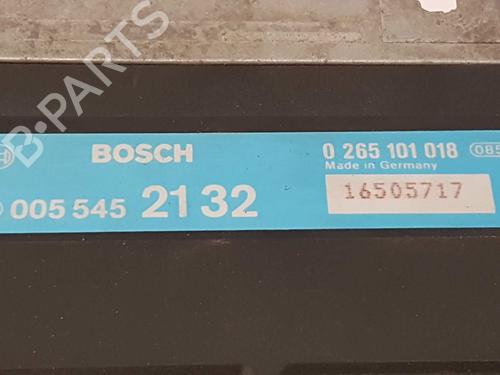 B-PARTS
BOSCH 0 265 101 018 085
Made in Germany
005 545 21 32 16505717